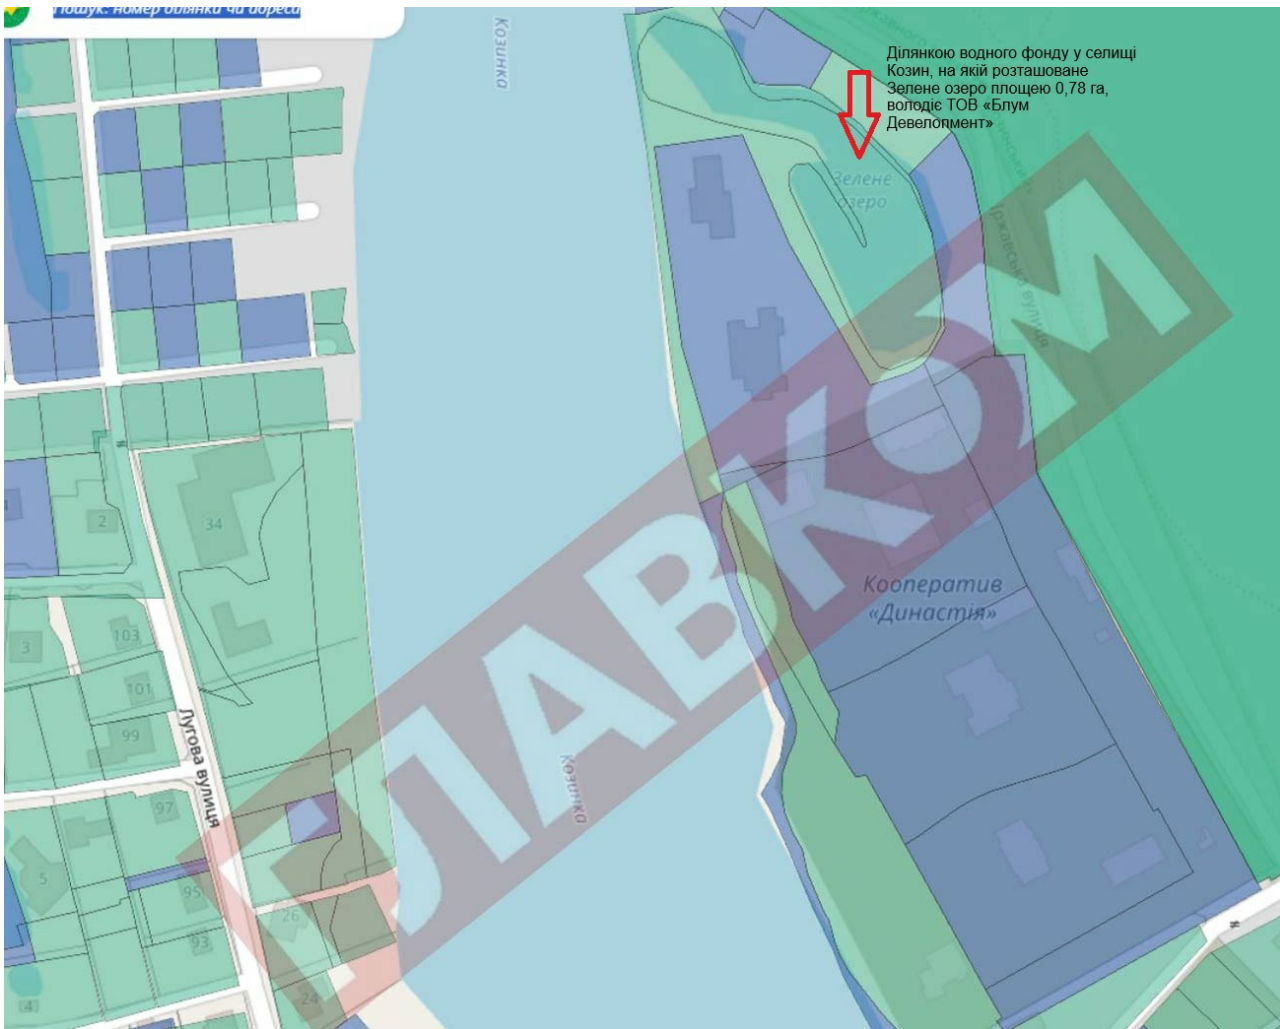 Пошук: номер ділянки чи адреса
Козинка
Ділянкою водного фонду у селищі
Козин, на якій розташоване
Зелене озеро площею 0,78 га,
володіє ТОВ «Блум
Девелопмент»
Зелене
озеро
34
2
Кооператив
«Династія»
3
103
101
99
Лугова вулиця
Козинка
97
5
95
26
93
24
4
ГЛАВКОМ